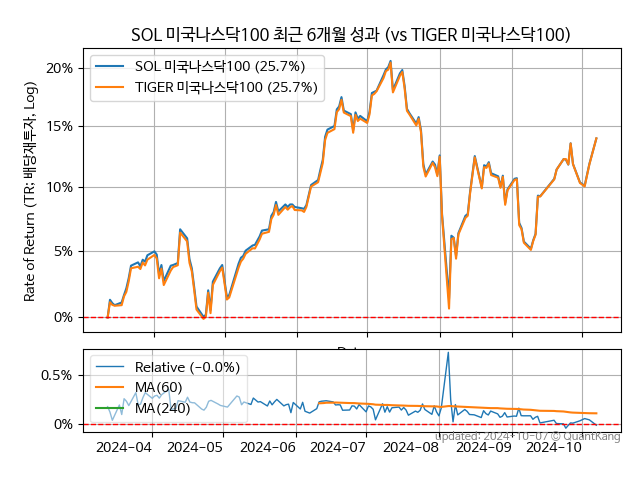 SOL 미국나스닥100 최근 6개월 성과 (vs TIGER 미국나스닥100)
SOL 미국나스닥100 (25.7%)
TIGER 미국나스닥100 (25.7%)
Rate of Return (TR: 배당재투자, Log)
20%
15%
10%
5%
0%
Relative (−0.0%)
MA(60)
MA(240)
0.5%
0.0%
updated: 2024-10-07 © QuantKang
2024-04 2024-05 2024-06 2024-07 2024-08 2024-09 2024-10